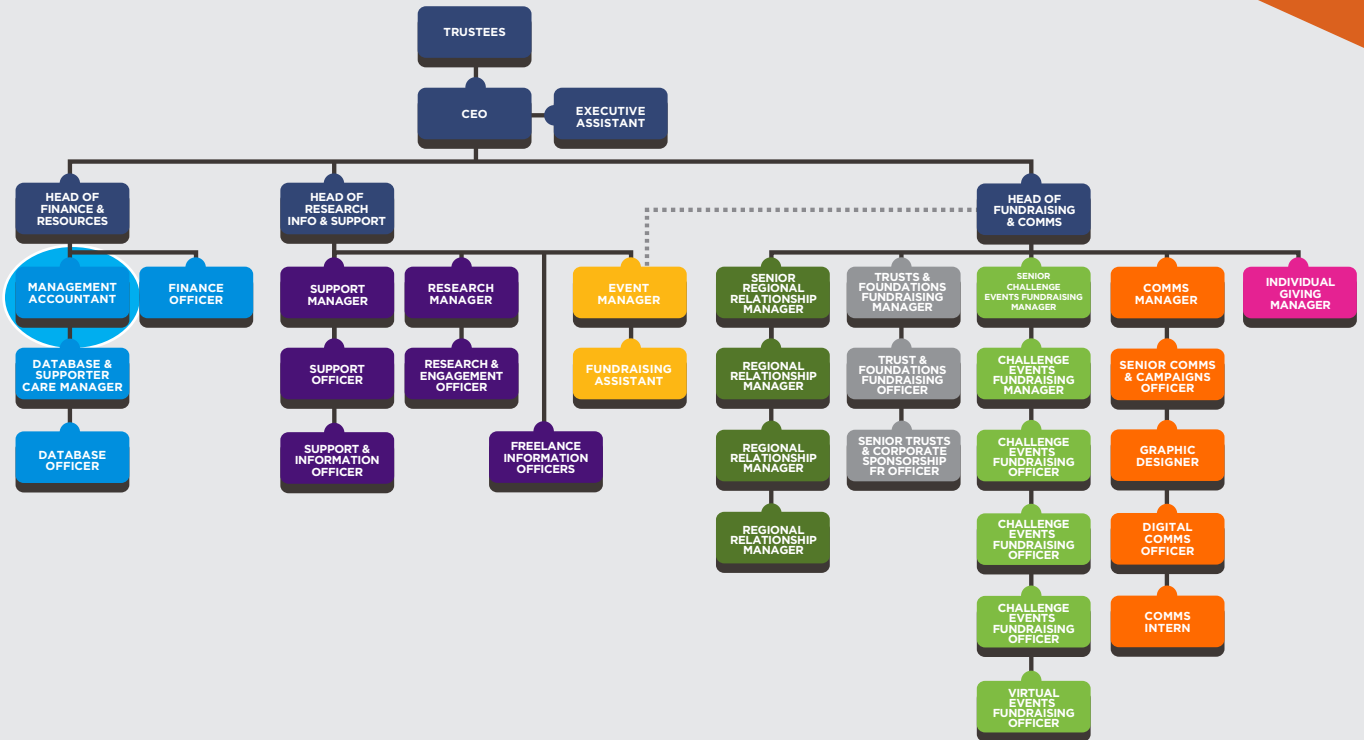 TRUSTEES
CEO
EXECUTIVE
ASSISTANT
HEAD OF
FINANCE &
RESOURCES
HEAD OF
RESEARCH
INFO & SUPPORT
HEAD OF
FUNDRAISING
& COMMS
MANAGEMENT
ACCOUNTANT
FINANCE
OFFICER
SUPPORT
MANAGER
RESEARCH
MANAGER
EVENT
MANAGER
SENIOR
REGIONAL
RELATIONSHIP
MANAGER
TRUSTS &
FOUNDATIONS
FUNDRAISING
MANAGER
SENIOR
CHALLENGE
EVENTS FUNDRAISING
MANAGER
COMMS
MANAGER
INDIVIDUAL
GIVING
MANAGER
DATABASE &
SUPPORTER
CARE MANAGER
SUPPORT
OFFICER
RESEARCH &
ENGAGEMENT
OFFICER
FUNDRAISING
ASSISTANT
REGIONAL
RELATIONSHIP
MANAGER
TRUST &
FOUNDATIONS
FUNDRAISING
OFFICER
CHALLENGE
EVENTS
FUNDRAISING
MANAGER
SENIOR COMMS
& CAMPAIGNS
OFFICER
DATABASE
OFFICER
SUPPORT &
INFORMATION
OFFICER
FREELANCE
INFORMATION
OFFICERS
REGIONAL
RELATIONSHIP
MANAGER
SENIOR TRUSTS
& CORPORATE
SPONSORSHIP
FR OFFICER
CHALLENGE
EVENTS
FUNDRAISING
OFFICER
GRAPHIC
DESIGNER
REGIONAL
RELATIONSHIP
MANAGER
CHALLENGE
EVENTS
FUNDRAISING
OFFICER
DIGITAL
COMMS
OFFICER
CHALLENGE
EVENTS
FUNDRAISING
OFFICER
COMMS
INTERN
VIRTUAL
EVENTS
FUNDRAISING
OFFICER